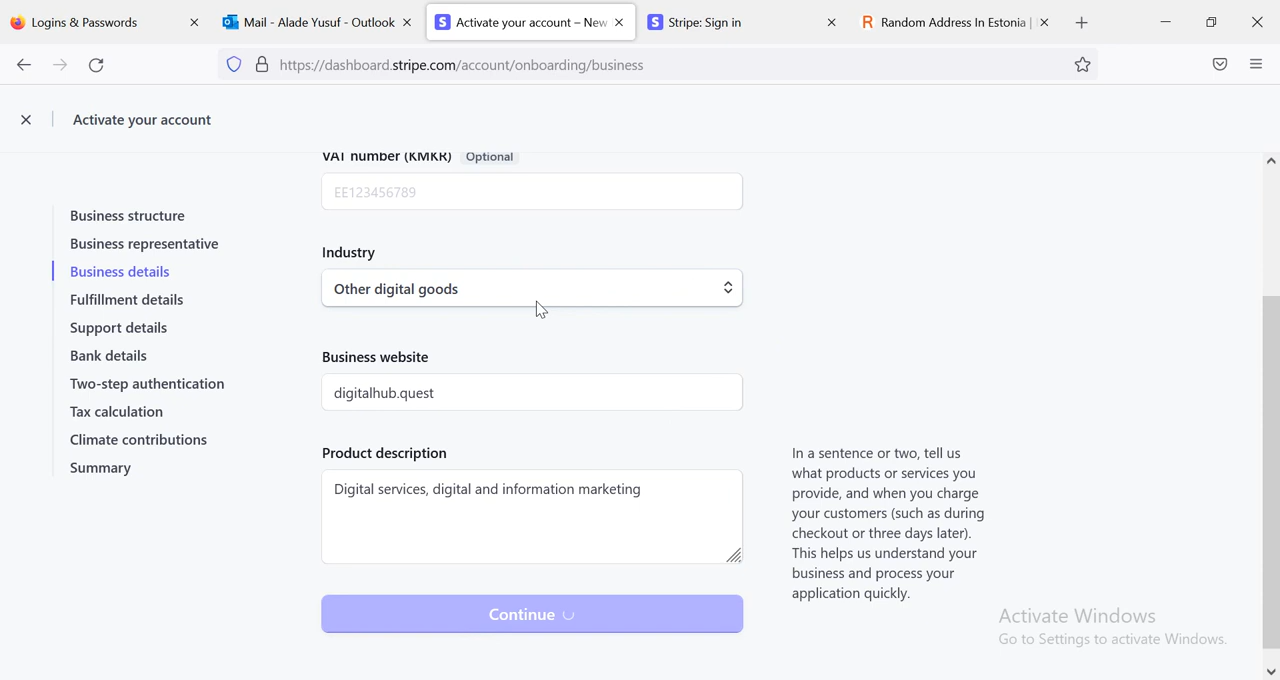 Logins & Passwords
Mail - Alade Yusuf - Outlook
Activate your account – New
Stripe: Sign in
Random Address In Estonia |
https://dashboard.stripe.com/account/onboarding/business
Activate your account
Business structure
Business representative
Business details
Fulfillment details
Support details
Bank details
Two-step authentication
Tax calculation
Climate contributions
Summary
VAT number (KMKR) Optional
EE123456789
Industry
Other digital goods
Business website
digitalhub.quest
Product description
Digital services, digital and information marketing
In a sentence or two, tell us
what products or services you
provide, and when you charge
your customers (such as during
checkout or three days later).
This helps us understand your
business and process your
application quickly.
Continue
Activate Windows
Go to Settings to activate Windows.